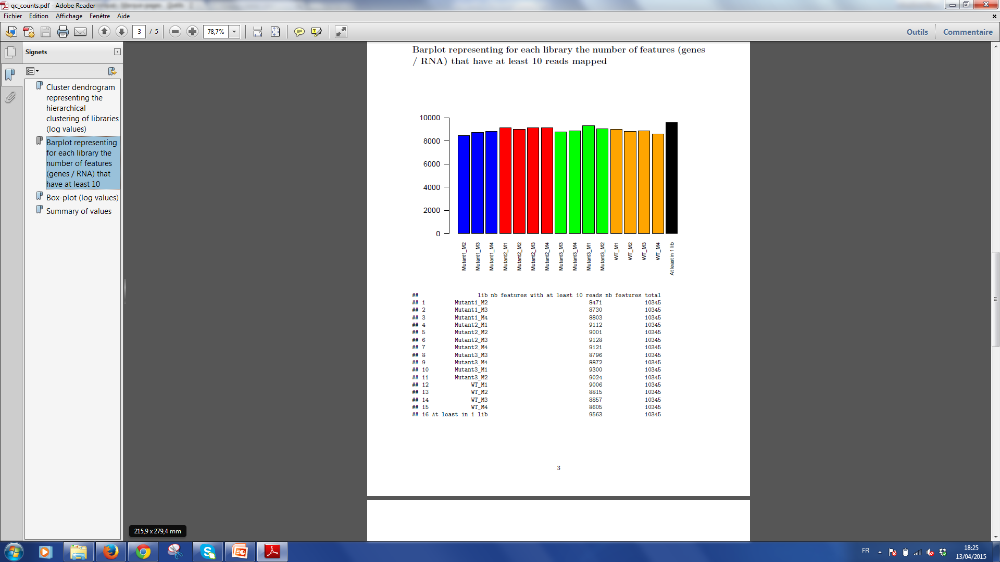 qc_counts.pdf - Adobe Reader
Fichier Edition Affichage Fenêtre Aide
3 / 5 78,7% Outils Commentaire
Signets
Cluster dendrogram
representing the
hierarchical
clustering of libraries
(log values)
Barplot representing
for each library the
number of features
(genes / RNA) that
have at least 10
Box-plot (log values)
Summary of values
Barplot representing for each library the number of features (genes
/ RNA) that have at least 10 reads mapped
10000
8000
6000
4000
2000
0
Mutant1_M2
Mutant1_M3
Mutant1_M4
Mutant2_M1
Mutant2_M2
Mutant2_M3
Mutant2_M4
Mutant3_M3
Mutant3_M4
Mutant3_M1
Mutant3_M2
WT_M1
WT_M2
WT_M3
WT_M4
At least in 1 lib
## lib nb features with at least 10 reads nb features total
## 1 Mutant1_M2 8471 10345
## 2 Mutant1_M3 8730 10345
## 3 Mutant1_M4 8803 10345
## 4 Mutant2_M1 9112 10345
## 5 Mutant2_M2 9001 10345
## 6 Mutant2_M3 9128 10345
## 7 Mutant2_M4 9121 10345
## 8 Mutant3_M3 8796 10345
## 9 Mutant3_M4 8872 10345
## 10 Mutant3_M1 9300 10345
## 11 Mutant3_M2 9024 10345
## 12 WT_M1 9006 10345
## 13 WT_M2 8815 10345
## 14 WT_M3 8857 10345
## 15 WT_M4 8605 10345
## 16 At least in 1 lib 9563 10345
3
215,9 x 279,4 mm
FR
18:25
13/04/2015